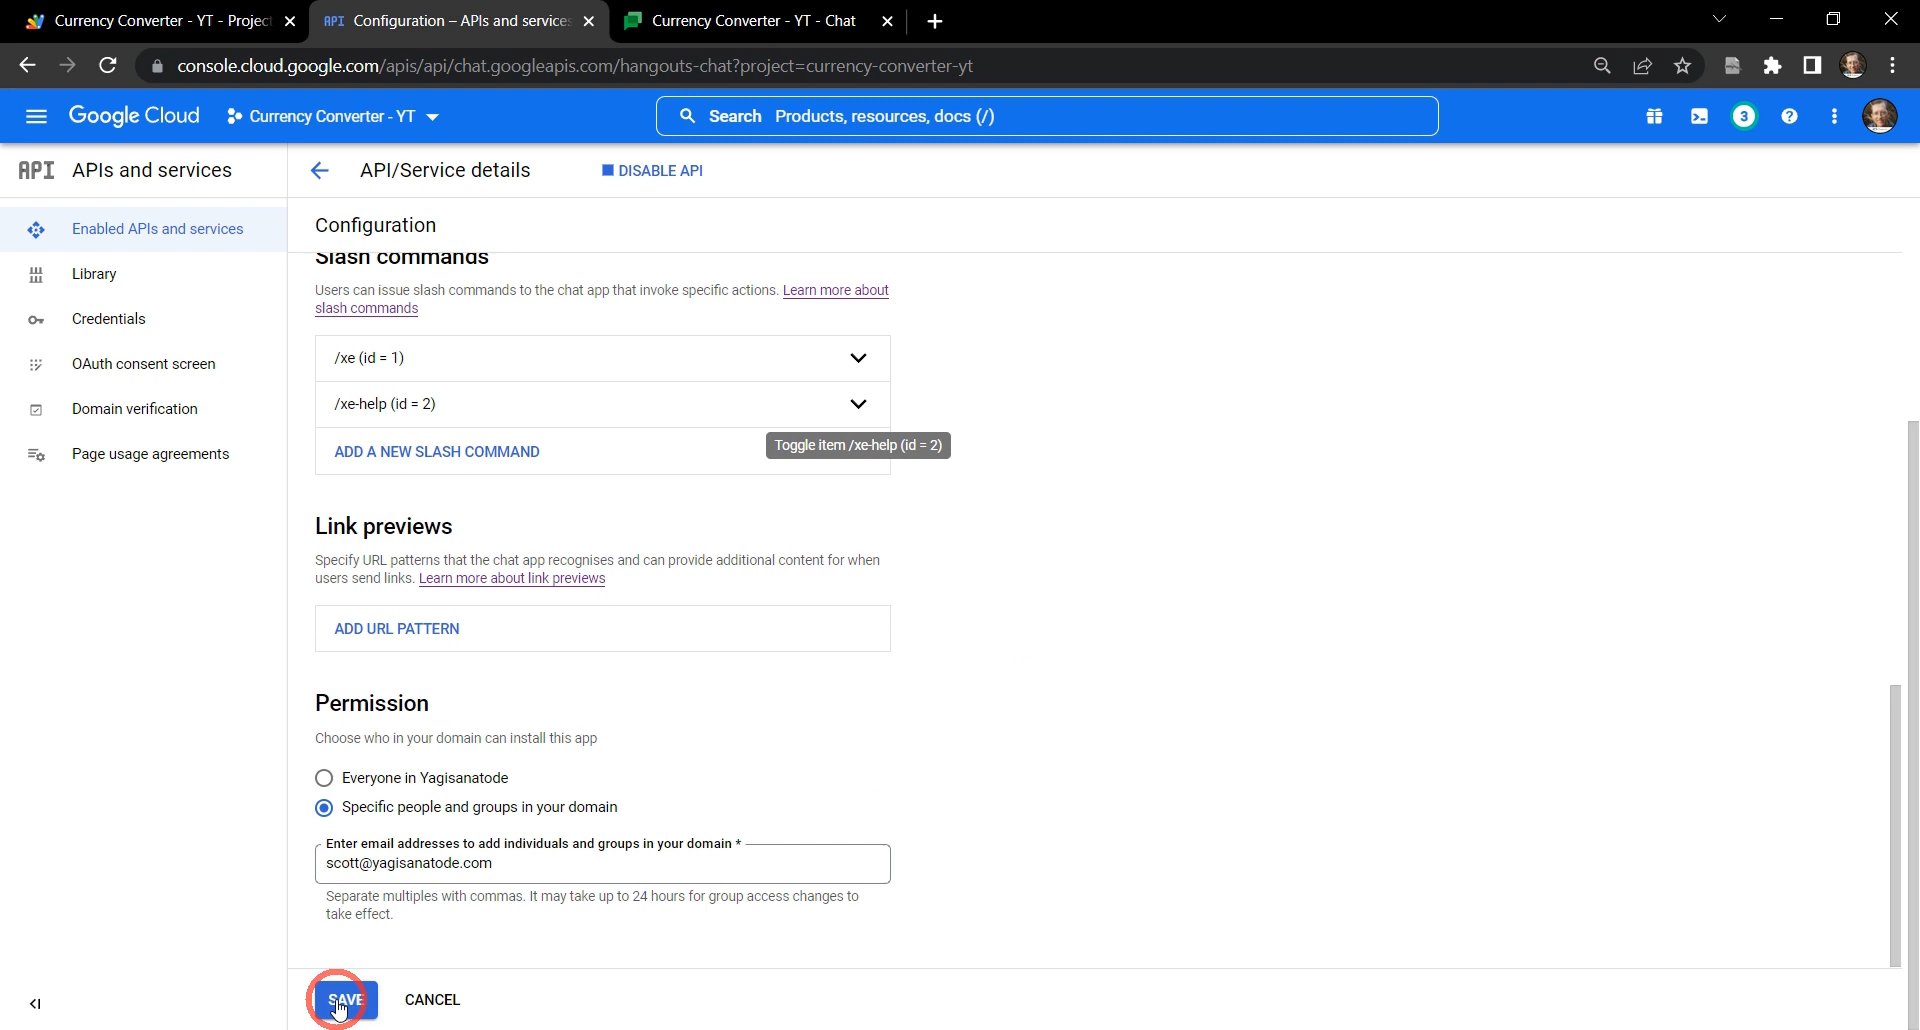 Currency Converter - YT - Project
API Configuration – APIs and services
Currency Converter - YT - Chat
console.cloud.google.com/apis/api/chat.googleapis.com/hangouts-chat?project=currency-converter-yt
Google Cloud
Currency Converter - YT
Search Products, resources, docs (/)
3
API APIs and services
API/Service details
DISABLE API
Enabled APIs and services
Library
Credentials
OAuth consent screen
Domain verification
Page usage agreements
Configuration
Slash commands
Users can issue slash commands to the chat app that invoke specific actions. Learn more about
slash commands
/xe (id = 1)
/xe-help (id = 2)
Toggle item /xe-help (id = 2)
ADD A NEW SLASH COMMAND
Link previews
Specify URL patterns that the chat app recognises and can provide additional content for when
users send links. Learn more about link previews
ADD URL PATTERN
Permission
Choose who in your domain can install this app
Everyone in Yagisanatode
Specific people and groups in your domain
Enter email addresses to add individuals and groups in your domain *
scott@yagisanatode.com
Separate multiples with commas. It may take up to 24 hours for group access changes to
take effect.
SAVE
CANCEL